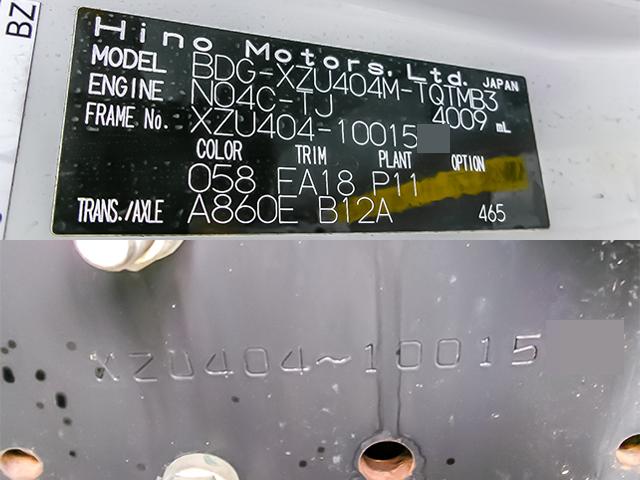 BZ
Hino Motors, Ltd. JAPAN
MODEL BDG-XZU404M-TQTMB3
ENGINE N04C-TJ 4009 mL
FRAME No. XZU404-10015
COLOR TRIM PLANT OPTION
058 FA18 P11
TRANS./AXLE A860E B12A 465
XZU404~10015